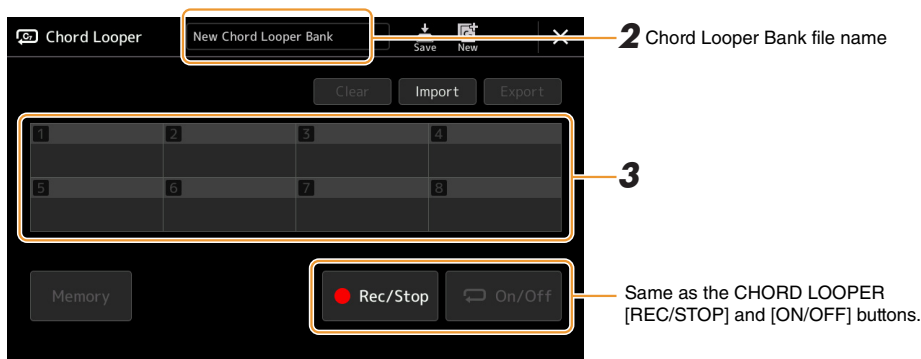 Chord Looper
New Chord Looper Bank
Save
New
2 Chord Looper Bank file name
Clear
Import
Export
1
2
3
4
5
6
7
8
3
Memory
Rec/Stop
On/Off
Same as the CHORD LOOPER
[REC/STOP] and [ON/OFF] buttons.